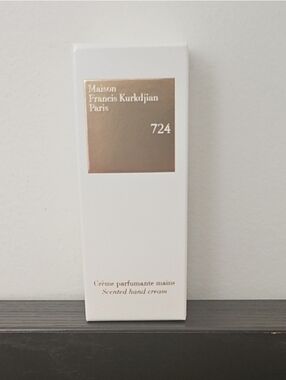 Maison
Francis Kurkdjian
Paris
724
Crème parfumante mains
Scented hand cream